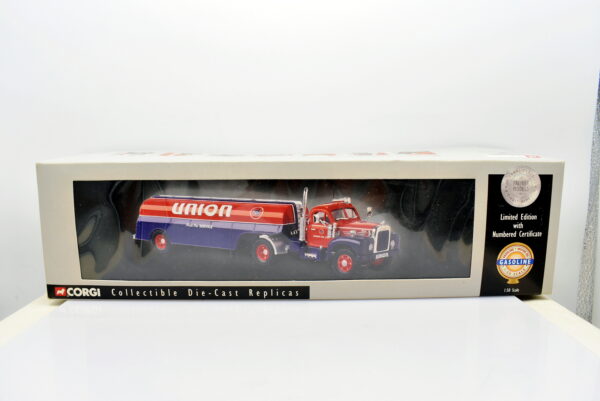 UNION
Limited Edition
with
Numbered Certificate
GASOLINE
1:50 Scale
CORGI Collectible Die-Cast Replicas